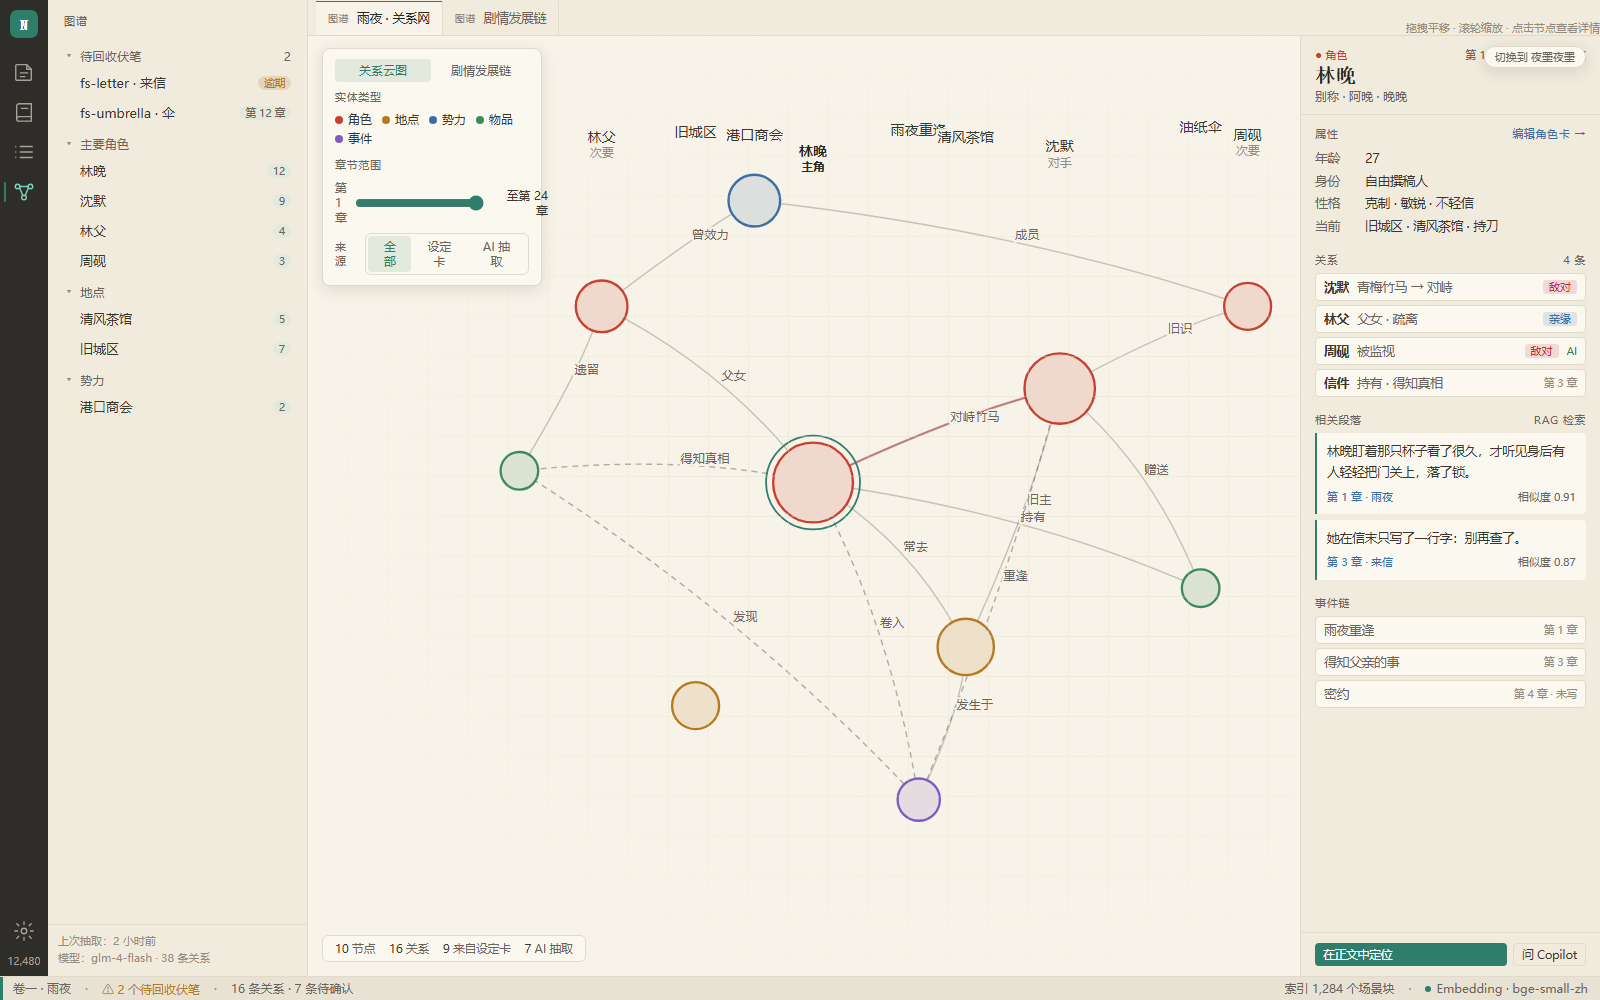 N
12,480
图谱
待回收伏笔 2
fs-letter · 来信 逾期
fs-umbrella · 伞 第 12 章
主要角色
林晚 12
沈默 9
林父 4
周砚 3
地点
清风茶馆 5
旧城区 7
势力
港口商会 2
上次抽取：2 小时前
模型：glm-4-flash · 38 条关系
图谱 雨夜 · 关系网
图谱 剧情发展链
拖拽平移 · 滚轮缩放 · 点击节点查看详情
关系云图 剧情发展链
实体类型
角色 地点 势力 物品
事件
章节范围
第
1
章
至第 24
章
来
源
全
部
设定
卡
AI 抽
取
林父
次要
旧城区
港口商会
林晚
主角
雨夜重逢
清风茶馆
沈默
对手
油纸伞
周砚
次要
曾效力
成员
旧识
遗留
父女
对峙竹马
得知真相
赠送
旧主
持有
常去
重逢
发现
卷入
发生于
10 节点 16 关系 9 来自设定卡 7 AI 抽取
角色
第 1
切换到 夜墨夜墨
林晚
别称 · 阿晚 · 晚晚
属性 编辑角色卡 →
年龄 27
身份 自由撰稿人
性格 克制 · 敏锐 · 不轻信
当前 旧城区 · 清风茶馆 · 持刀
关系 4 条
沈默 青梅竹马 → 对峙 敌对
林父 父女 · 疏离 亲缘
周砚 被监视 敌对 AI
信件 持有 · 得知真相 第 3 章
相关段落 RAG 检索
林晚盯着那只杯子看了很久，才听见身后有
人轻轻把门关上，落了锁。
第 1 章 · 雨夜 相似度 0.91
她在信末只写了一行字：别再查了。
第 3 章 · 来信 相似度 0.87
事件链
雨夜重逢 第 1 章
得知父亲的事 第 3 章
密约 第 4 章 · 未写
在正文中定位 问 Copilot
卷一 · 雨夜 · ⚠ 2 个待回收伏笔 · 16 条关系 · 7 条待确认
索引 1,284 个场景块 · Embedding · bge-small-zh